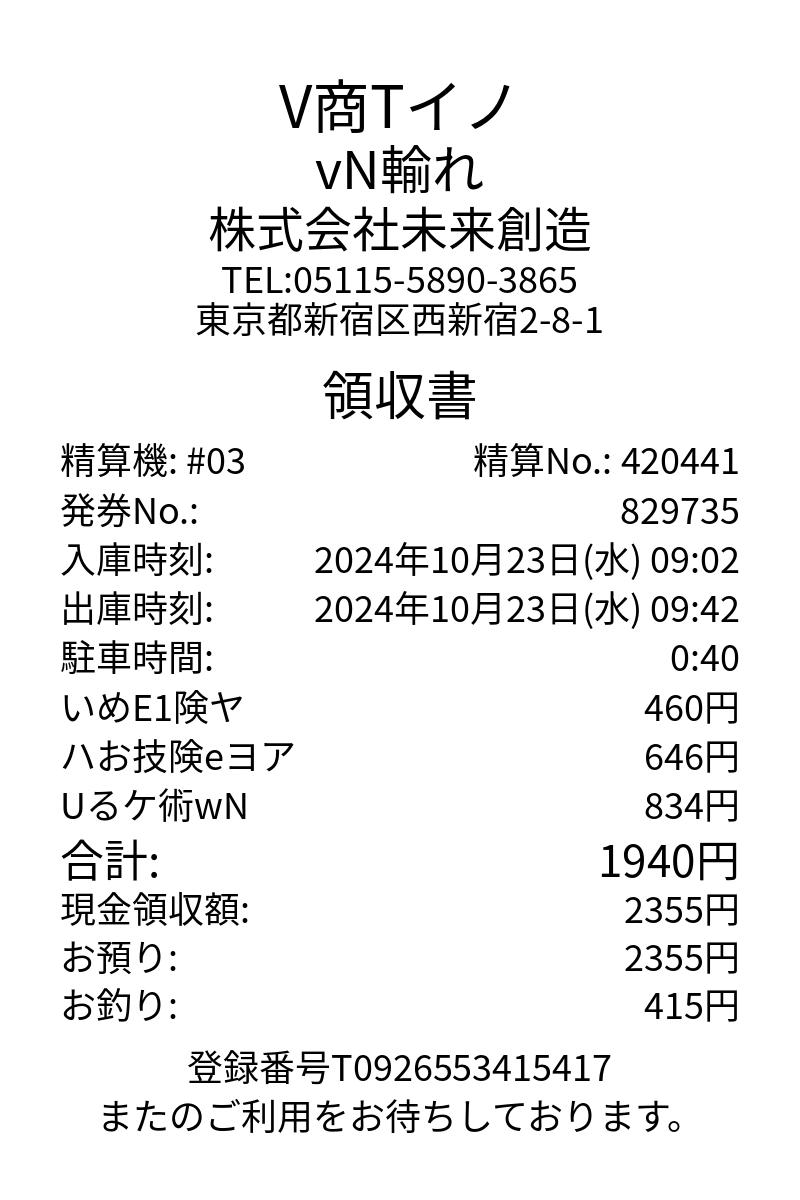 V商Tイノ
vN輸れ
株式会社未来創造
TEL:05115-5890-3865
東京都新宿区西新宿2-8-1
領収書
精算機: #03 精算No.: 420441
発券No.: 829735
入庫時刻: 2024年10月23日(水) 09:02
出庫時刻: 2024年10月23日(水) 09:42
駐車時間: 0:40
いめE1険ヤ 460円
ハお技険eヨア 646円
Uるケ術wN 834円
合計: 1940円
現金領収額: 2355円
お預り: 2355円
お釣り: 415円
登録番号T0926553415417
またのご利用をお待ちしております。